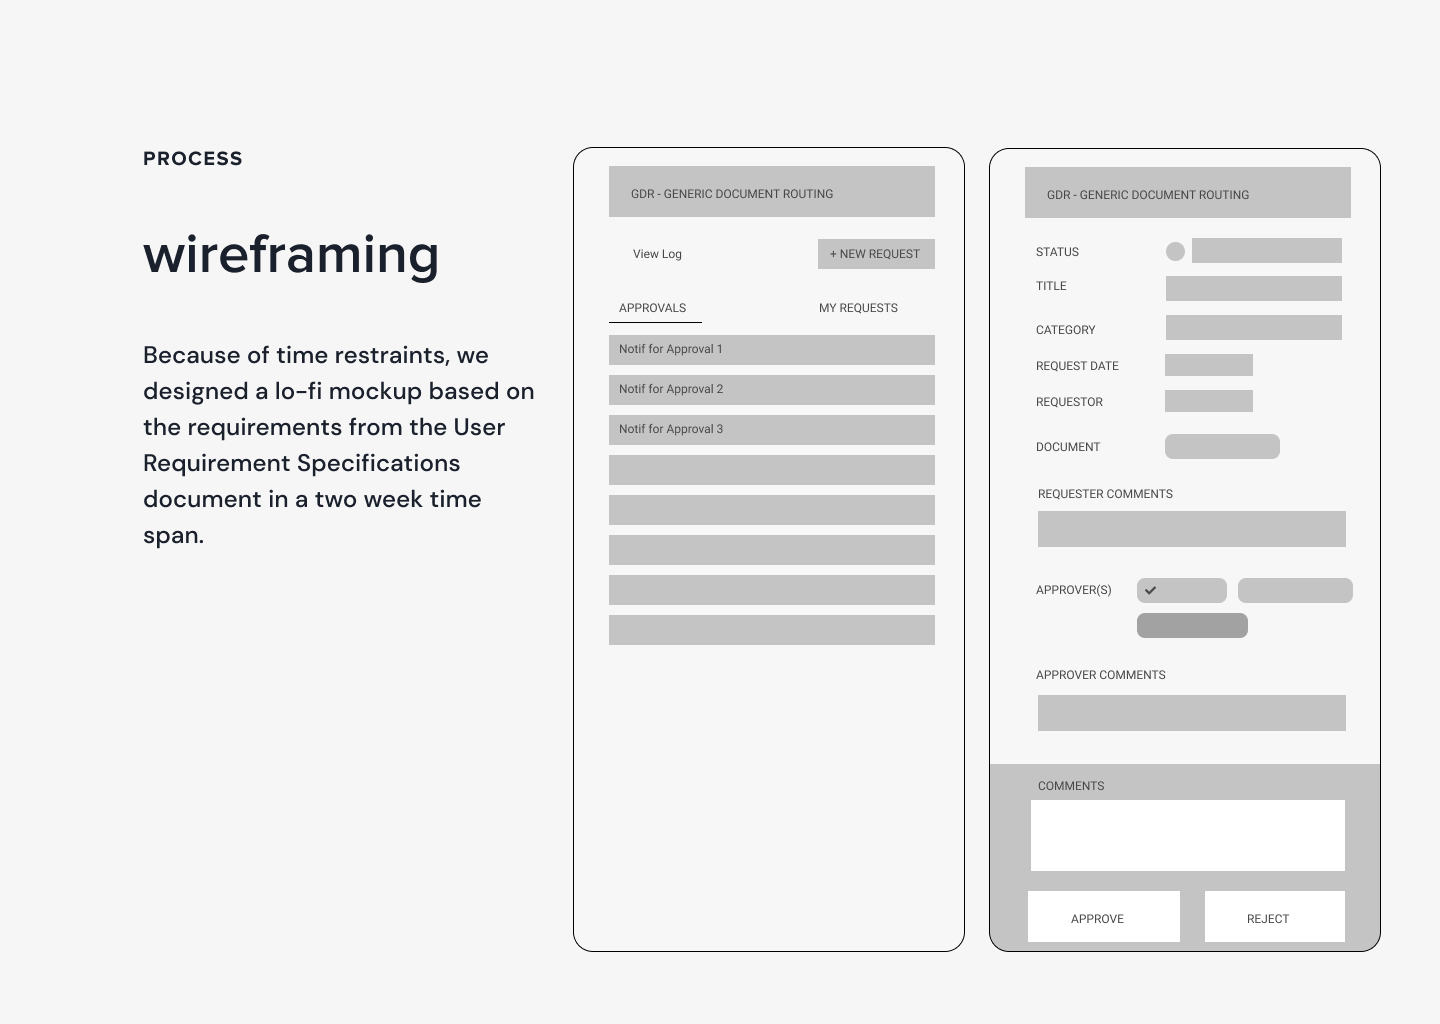 PROCESS
wireframing
Because of time restraints, we
designed a lo-fi mockup based on
the requirements from the User
Requirement Specifications
document in a two week time
span.
GDR - GENERIC DOCUMENT ROUTING
View Log
+ NEW REQUEST
APPROVALS
MY REQUESTS
Notif for Approval 1
Notif for Approval 2
Notif for Approval 3
GDR - GENERIC DOCUMENT ROUTING
STATUS
TITLE
CATEGORY
REQUEST DATE
REQUESTOR
DOCUMENT
REQUESTER COMMENTS
APPROVER(S)
APPROVER COMMENTS
COMMENTS
APPROVE
REJECT